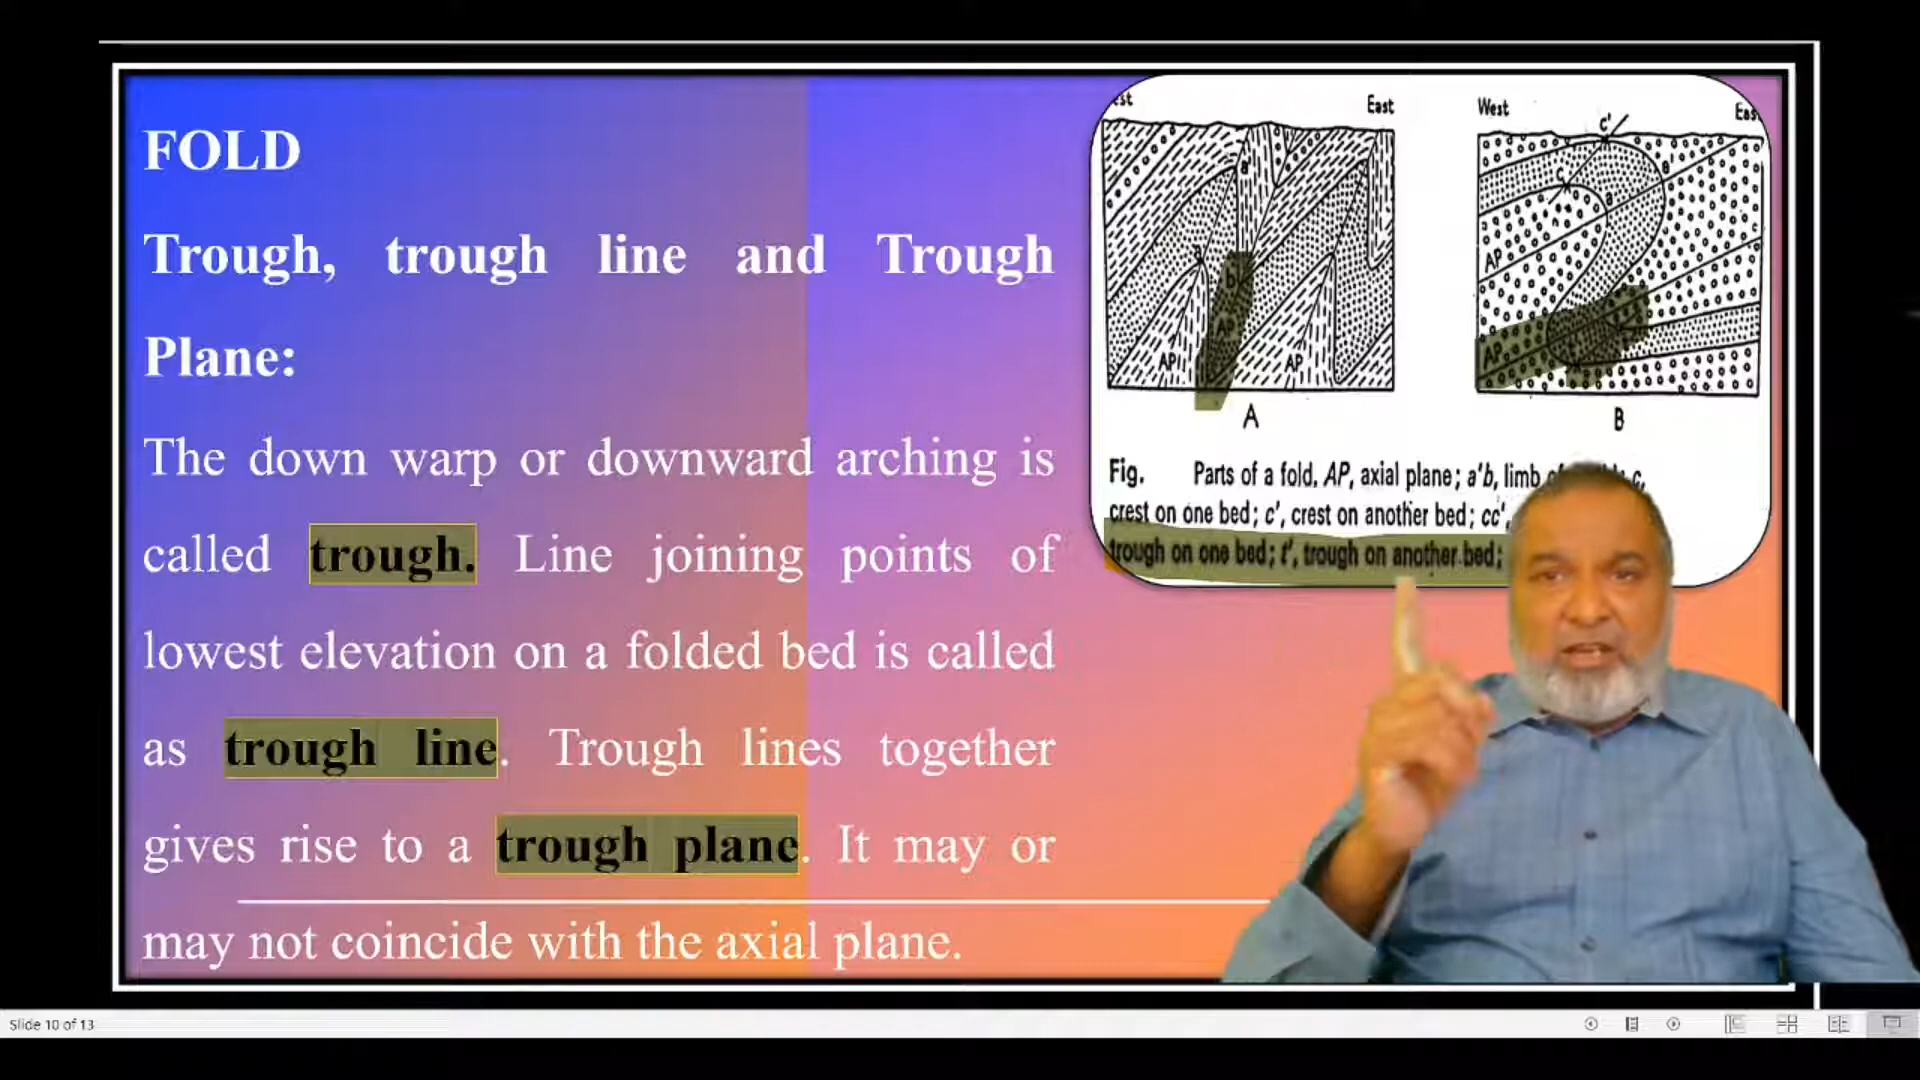 FOLD
Trough, trough line and Trough
Plane:
The down warp or downward arching is
called trough. Line joining points of
lowest elevation on a folded bed is called
as trough line. Trough lines together
gives rise to a trough plane. It may or
may not coincide with the axial plane.
est East
West Eas
c'
c
a
a
AP
AP
b
AP
AP
AP
A
B
Fig. Parts of a fold. AP, axial plane; a'b, limb c,
crest on one bed; c', crest on another bed; cc',
trough on one bed; t', trough on another bed;
Slide 10 of 13